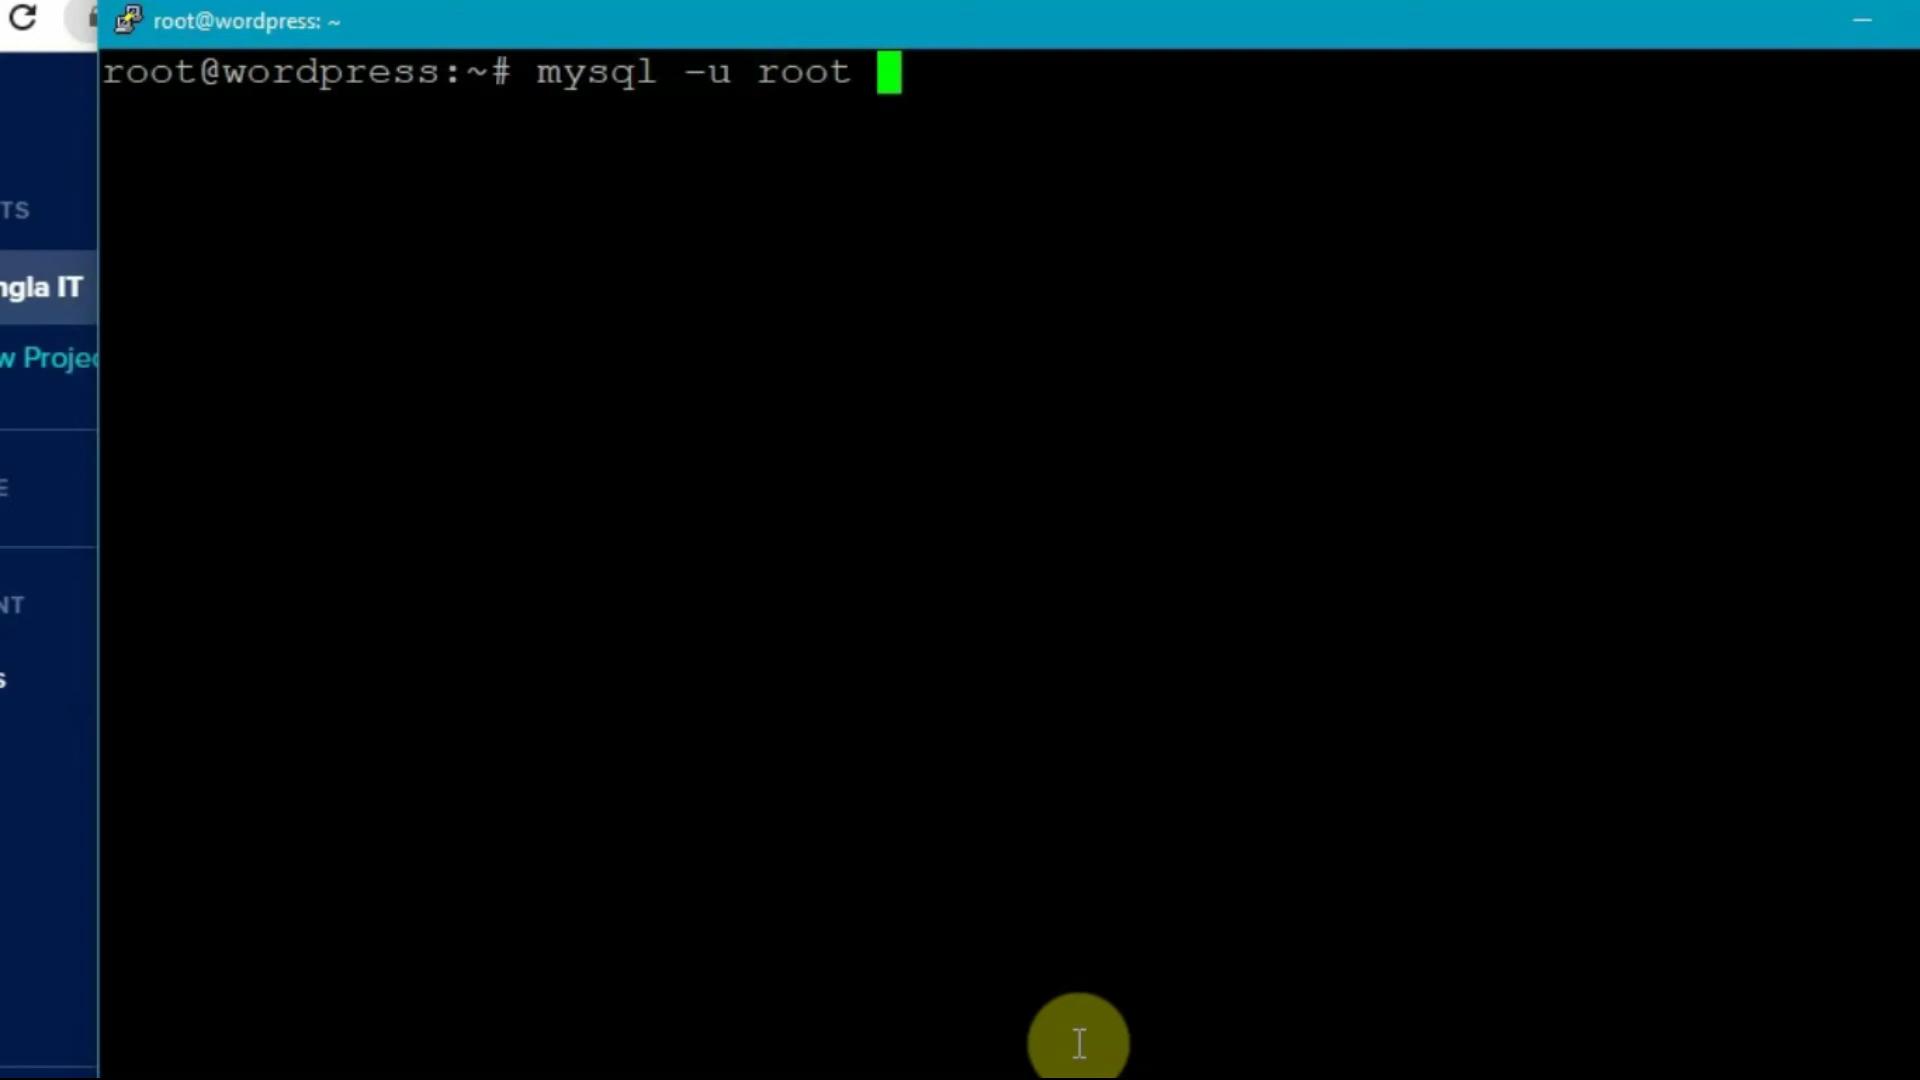 root@wordpress: ~
root@wordpress:~# mysql -u root
TS
ngla IT
w Projec
E
NT
s